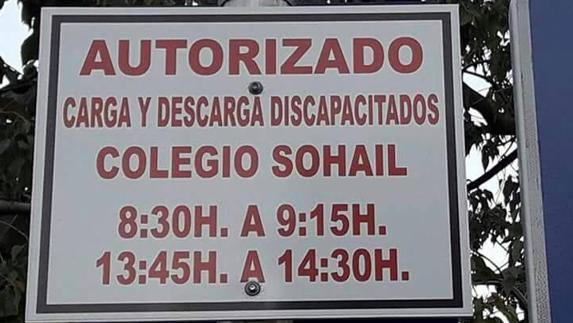 AUTORIZADO
CARGA Y DESCARGA DISCAPACITADOS
COLEGIO SOHAIL
8:30H. A 9:15H.
13:45H. A 14:30H.